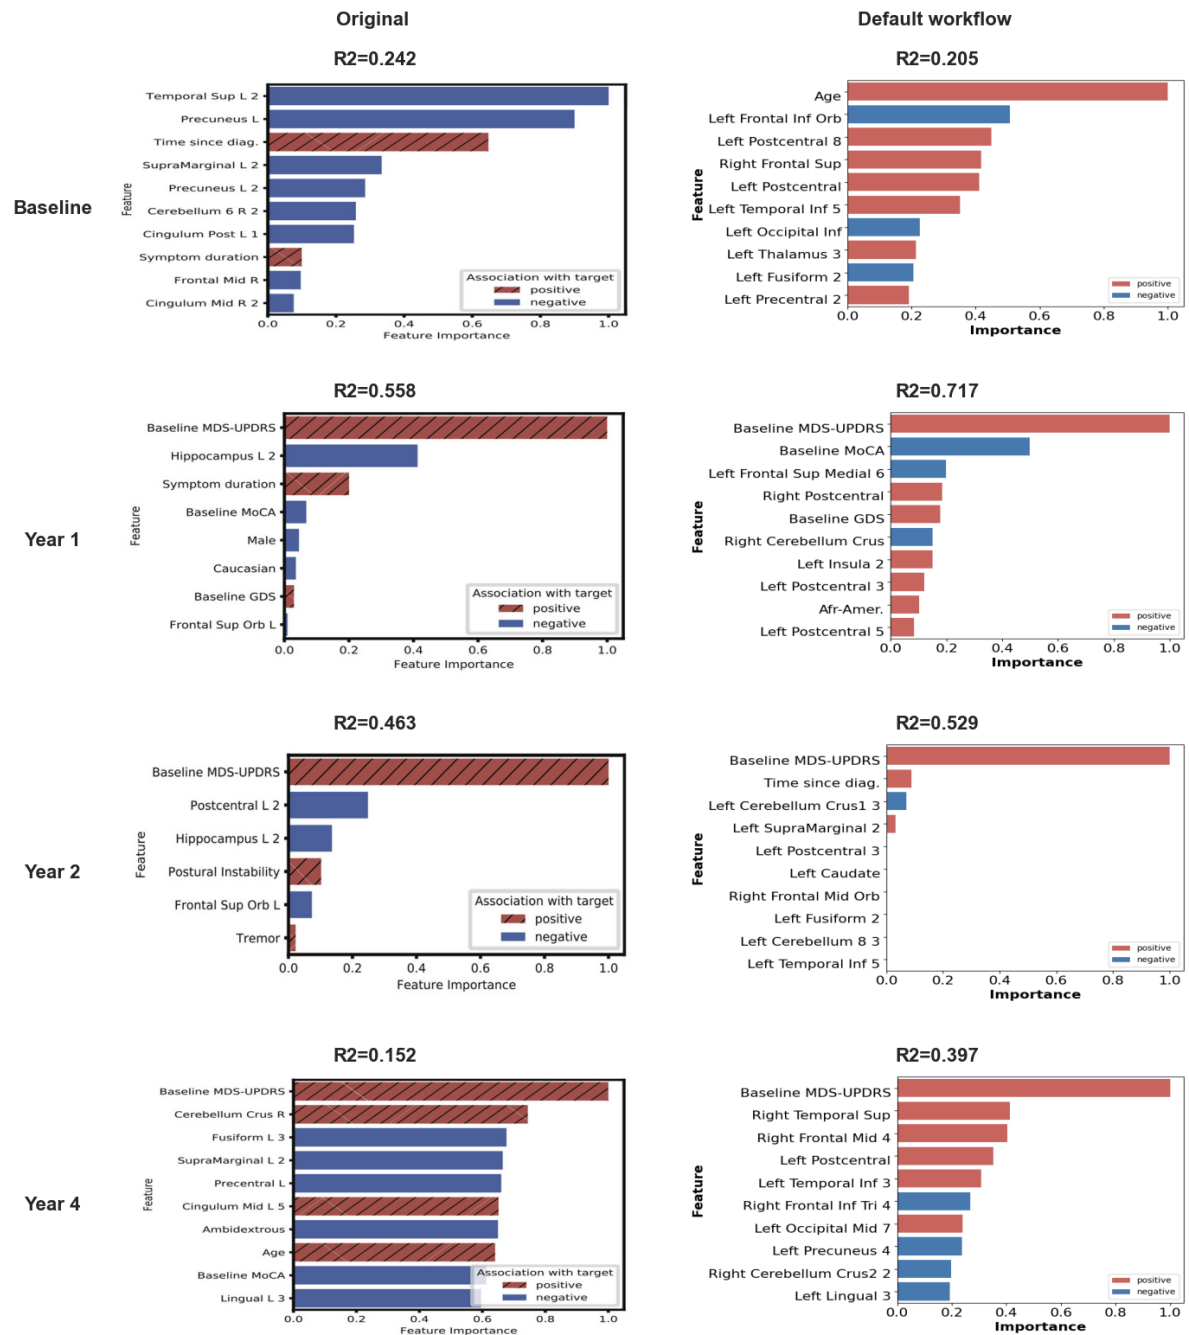 Original
Default workflow
Baseline
R2=0.242
Feature
Temporal Sup L 2
Precuneus L
Time since diag.
SupraMarginal L 2
Precuneus L 2
Cerebellum 6 R 2
Cingulum Post L 1
Symptom duration
Frontal Mid R
Cingulum Mid R 2
Association with target
positive
negative
0.0 0.2 0.4 0.6 0.8 1.0
Feature Importance
R2=0.205
Feature
Age
Left Frontal Inf Orb
Left Postcentral 8
Right Frontal Sup
Left Postcentral
Left Temporal Inf 5
Left Occipital Inf
Left Thalamus 3
Left Fusiform 2
Left Precentral 2
positive
negative
0.0 0.2 0.4 0.6 0.8 1.0
Importance
Year 1
R2=0.558
Feature
Baseline MDS-UPDRS
Hippocampus L 2
Symptom duration
Baseline MoCA
Male
Caucasian
Baseline GDS
Frontal Sup Orb L
Association with target
positive
negative
0.0 0.2 0.4 0.6 0.8 1.0
Feature Importance
R2=0.717
Feature
Baseline MDS-UPDRS
Baseline MoCA
Left Frontal Sup Medial 6
Right Postcentral
Baseline GDS
Right Cerebellum Crus
Left Insula 2
Left Postcentral 3
Afr-Amer.
Left Postcentral 5
positive
negative
0.0 0.2 0.4 0.6 0.8 1.0
Importance
Year 2
R2=0.463
Feature
Baseline MDS-UPDRS
Postcentral L 2
Hippocampus L 2
Postural Instability
Frontal Sup Orb L
Tremor
Association with target
positive
negative
0.0 0.2 0.4 0.6 0.8 1.0
Feature Importance
R2=0.529
Feature
Baseline MDS-UPDRS
Time since diag.
Left Cerebellum Crus1 3
Left SupraMarginal 2
Left Postcentral 3
Left Caudate
Right Frontal Mid Orb
Left Fusiform 2
Left Cerebellum 8 3
Left Temporal Inf 5
positive
negative
0.0 0.2 0.4 0.6 0.8 1.0
Importance
Year 4
R2=0.152
Feature
Baseline MDS-UPDRS
Cerebellum Crus R
Fusiform L 3
SupraMarginal L 2
Precentral L
Cingulum Mid L 5
Ambidextrous
Age
Baseline MoCA
Lingual L 3
Association with target
positive
negative
0.0 0.2 0.4 0.6 0.8 1.0
Feature Importance
R2=0.397
Feature
Baseline MDS-UPDRS
Right Temporal Sup
Right Frontal Mid 4
Left Postcentral
Left Temporal Inf 3
Right Frontal Inf Tri 4
Left Occipital Mid 7
Left Precuneus 4
Right Cerebellum Crus2 2
Left Lingual 3
positive
negative
0.0 0.2 0.4 0.6 0.8 1.0
Importance